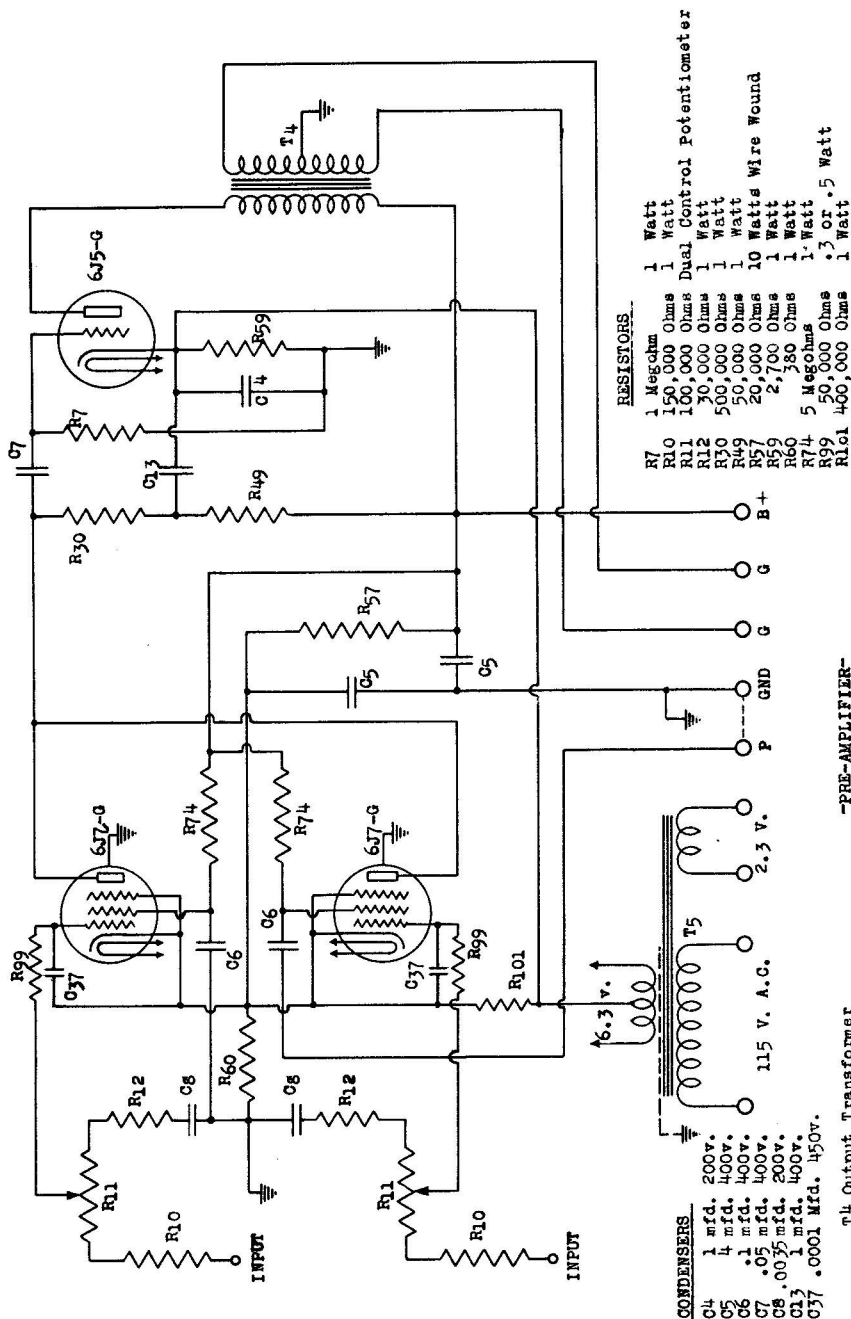 C7
6J5-G
R30
R7
C13
C4
R59
R49
T4
R99
C37
6J7-G
R74
R57
C6
C5
C5
R74
6J7-G
C6
C37
R99
R12
C8
R11
R10
INPUT
R60
C8
R12
R11
R10
INPUT
R101
6.3 v.
T5
115 V. A.C.
2.3 V.
P
GND
G
G
B+
CONDENSERS
C4 1 mfd. 200v.
C5 4 mfd. 400v.
C6 .1 mfd. 400v.
C7 .05 mfd. 400v.
C8 .0035 mfd. 200v.
C13 1 mfd. 400v.
C37 .0001 Mfd. 450v.
T4 Output Transformer
-PRE-AMPLIFIER-
RESISTORS
R7 1 Megohm 1 Watt
R10 150,000 Ohms 1 Watt
R11 100,000 Ohms Dual Control Potentiometer
R12 30,000 Ohms 1 Watt
R30 500,000 Ohms 1 Watt
R49 50,000 Ohms 1 Watt
R57 20,000 Ohms 10 Watts Wire Wound
R59 2,700 Ohms 1 Watt
R60 380 Ohms 1 Watt
R74 5 Megohms 1 Watt
R99 50,000 Ohms .3 or .5 Watt
R101 400,000 Ohms 1 Watt